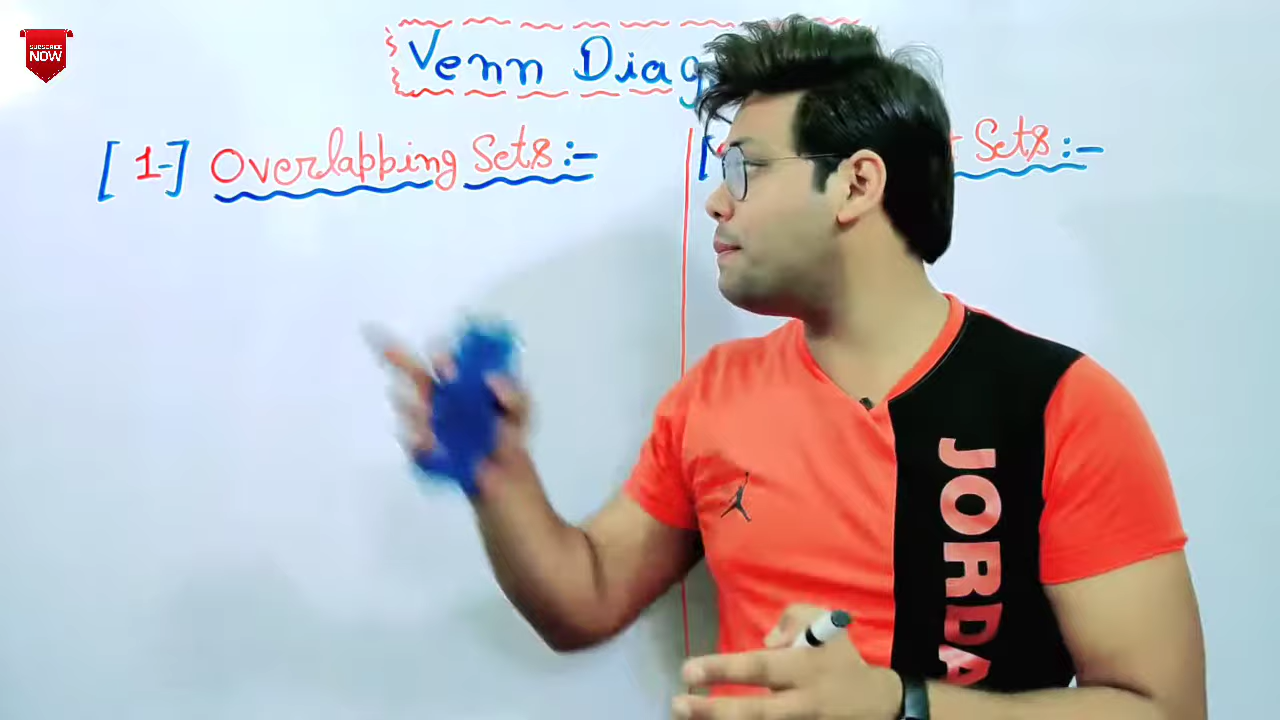 SUBSCRIBE
NOW
Venn Diag
[1-] Overlapping Sets :-
Sets :-
JORDA